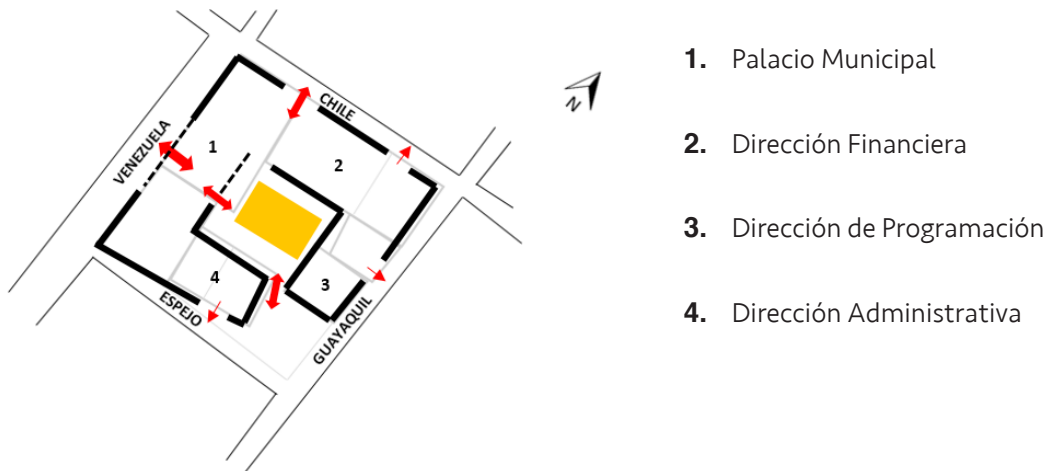 CHILE
VENEZUELA
1
2
3
4
ESPEJO
GUAYAQUIL
N
1. Palacio Municipal
2. Dirección Financiera
3. Dirección de Programación
4. Dirección Administrativa